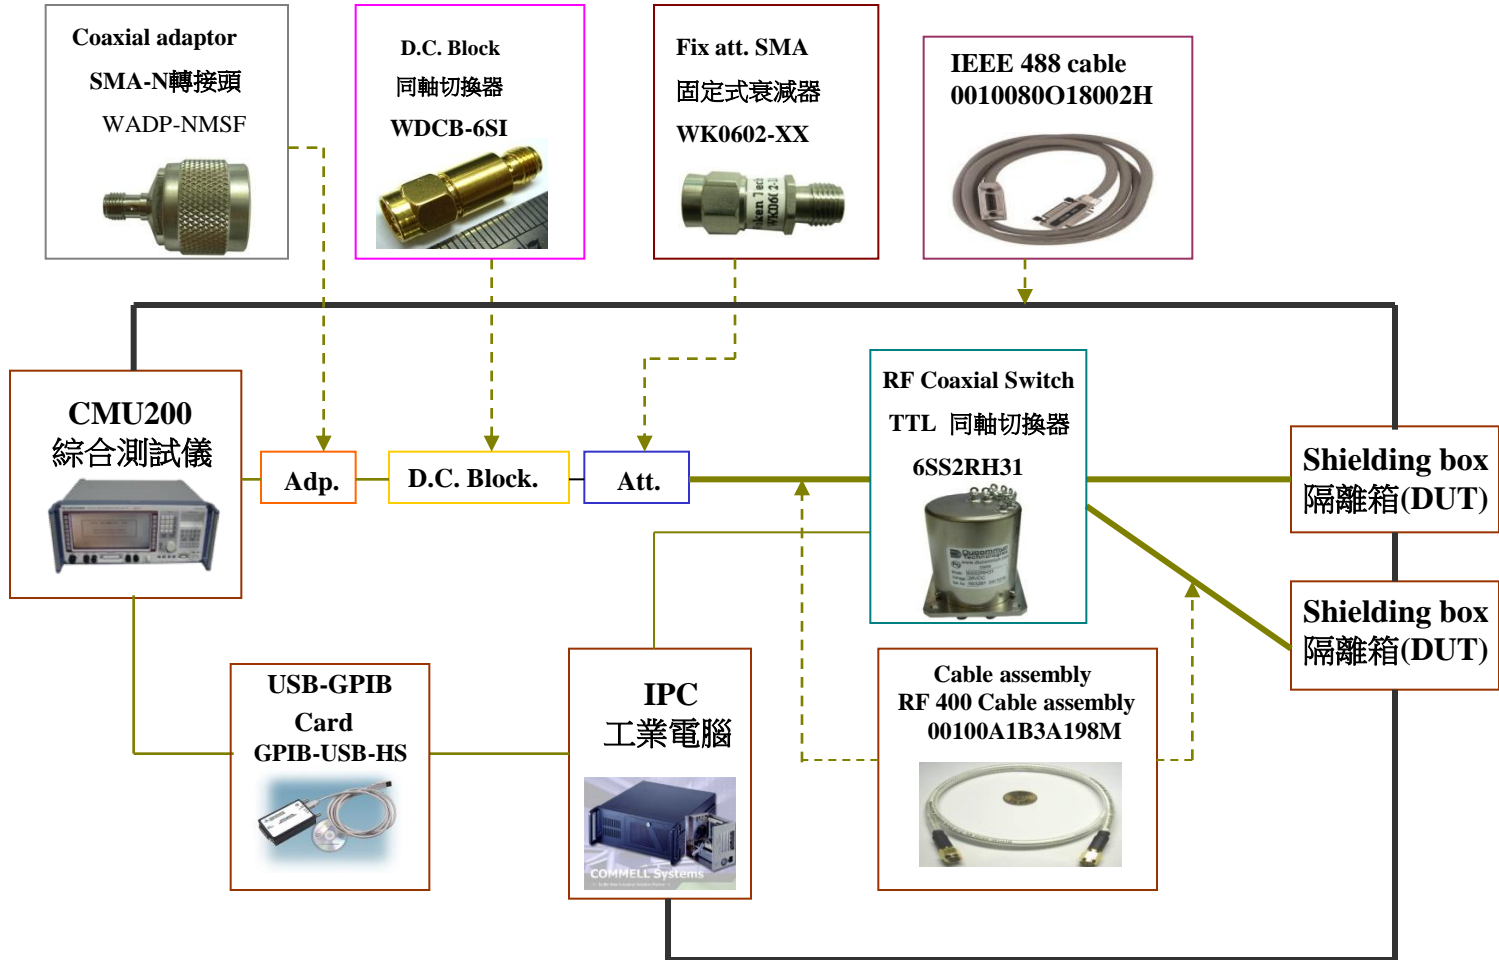 Coaxial adaptor
SMA-N轉接頭
WADP-NMSF
D.C. Block
同軸切換器
WDCB-6SI
Fix att. SMA
固定式衰減器
WK0602-XX
IEEE 488 cable
0010080O18002H
CMU200
綜合測試儀
Adp.
D.C. Block.
Att.
RF Coaxial Switch
TTL 同軸切換器
6SS2RH31
Ducommun
Technologies
Shielding box
隔離箱(DUT)
Shielding box
隔離箱(DUT)
USB-GPIB
Card
GPIB-USB-HS
IPC
工業電腦
COMMELL Systems
Cable assembly
RF 400 Cable assembly
00100A1B3A198M